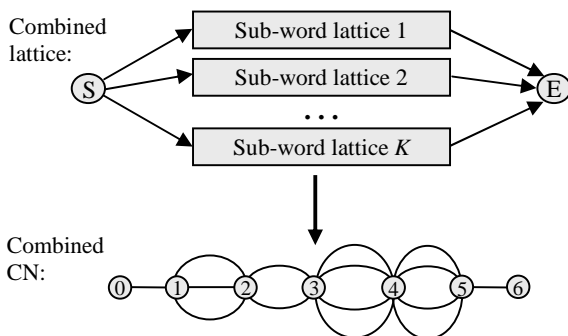 Combined
lattice:
Sub-word lattice 1
S
Sub-word lattice 2
E
...
Sub-word lattice K
Combined
CN:
0 1 2 3 4 5 6